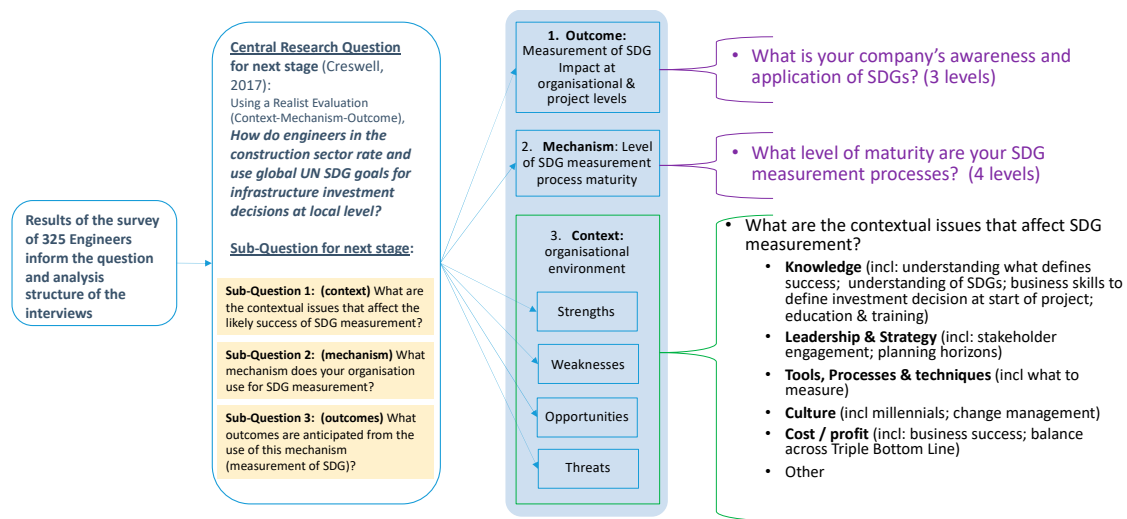 Results of the survey
of 325 Engineers
inform the question
and analysis
structure of the
interviews
Central Research Question
for next stage (Creswell,
2017):
Using a Realist Evaluation
(Context-Mechanism-Outcome),
How do engineers in the
construction sector rate and
use global UN SDG goals for
infrastructure investment
decisions at local level?
Sub-Question for next stage:
Sub-Question 1: (context) What are
the contextual issues that affect the
likely success of SDG measurement?
Sub-Question 2: (mechanism) What
mechanism does your organisation
use for SDG measurement?
Sub-Question 3: (outcomes) What
outcomes are anticipated from the
use of this mechanism
(measurement of SDG)?
1. Outcome:
Measurement of SDG
Impact at
organisational &
project levels
2. Mechanism: Level
of SDG measurement
process maturity
3. Context:
organisational
environment
Strengths
Weaknesses
Opportunities
Threats
• What is your company's awareness and
application of SDGs? (3 levels)
• What level of maturity are your SDG
measurement processes? (4 levels)
• What are the contextual issues that affect SDG
measurement?
• Knowledge (incl: understanding what defines
success; understanding of SDGs; business skills to
define investment decision at start of project;
education & training)
• Leadership & Strategy (incl: stakeholder
engagement; planning horizons)
• Tools, Processes & techniques (incl what to
measure)
• Culture (incl millennials; change management)
• Cost / profit (incl: business success; balance
across Triple Bottom Line)
• Other